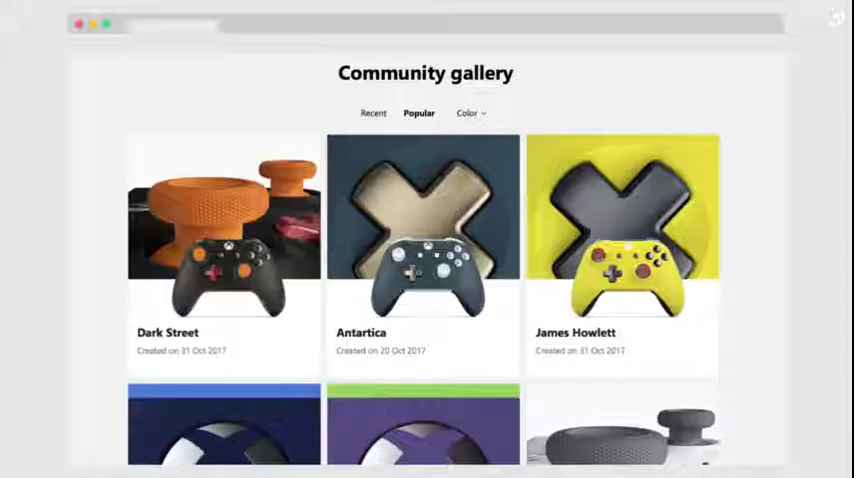 Community gallery
Recent Popular Color
Dark Street
Created on 31 Oct 2017
Antartica
Created on 20 Oct 2017
James Howlett
Created on 31 Oct 2017